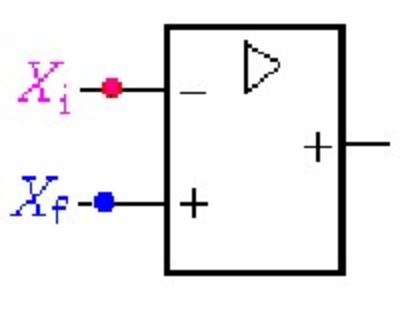 Xi −
+
Xf +